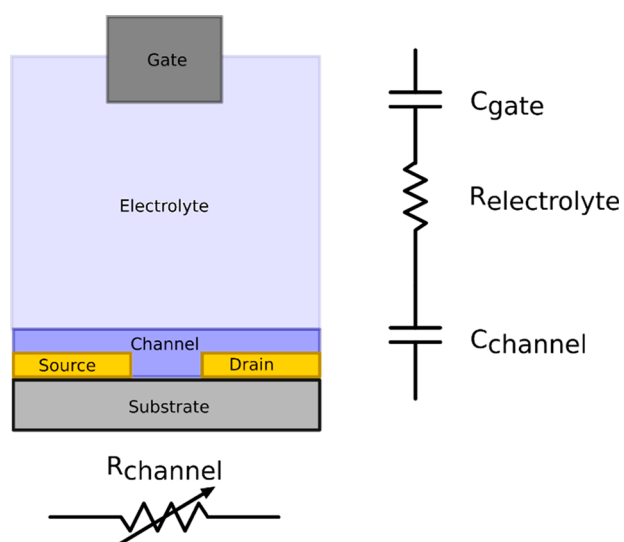 Gate
Electrolyte
Channel
Source
Drain
Substrate
Rchannel
Cgate
Relectrolyte
Cchannel